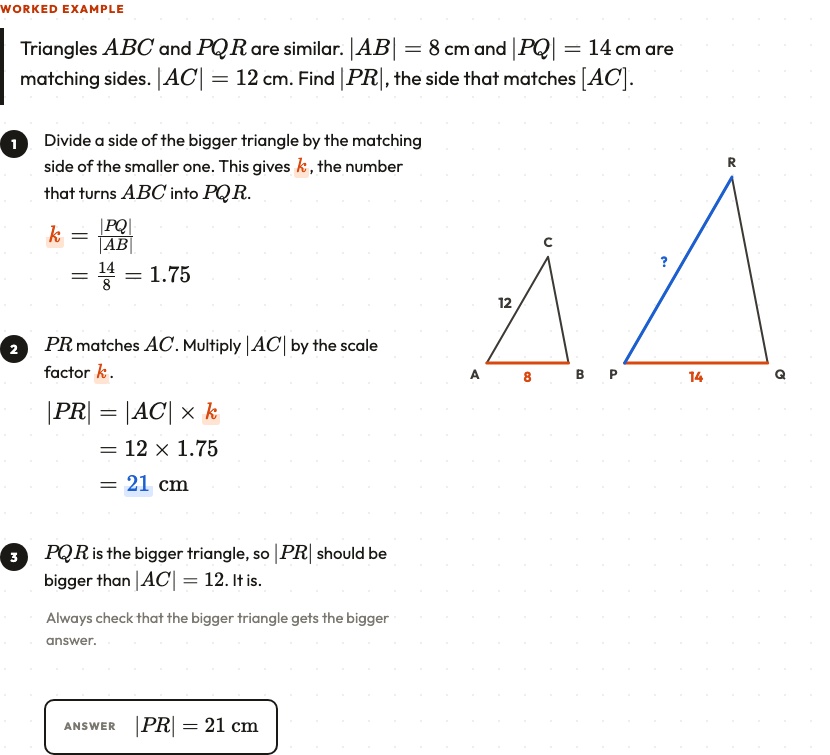 WORKED EXAMPLE
Triangles ABC and PQR are similar. |AB| = 8 cm and |PQ| = 14 cm are
matching sides. |AC| = 12 cm. Find |PR|, the side that matches [AC].
1 Divide a side of the bigger triangle by the matching
side of the smaller one. This gives k, the number
that turns ABC into PQR.
k = |PQ| / |AB|
= 14 / 8 = 1.75
2 PR matches AC. Multiply |AC| by the scale
factor k.
|PR| = |AC| × k
= 12 × 1.75
= 21 cm
3 PQR is the bigger triangle, so |PR| should be
bigger than |AC| = 12. It is.
Always check that the bigger triangle gets the bigger
answer.
ANSWER |PR| = 21 cm
C
12
A
8
B
R
?
P
14
Q